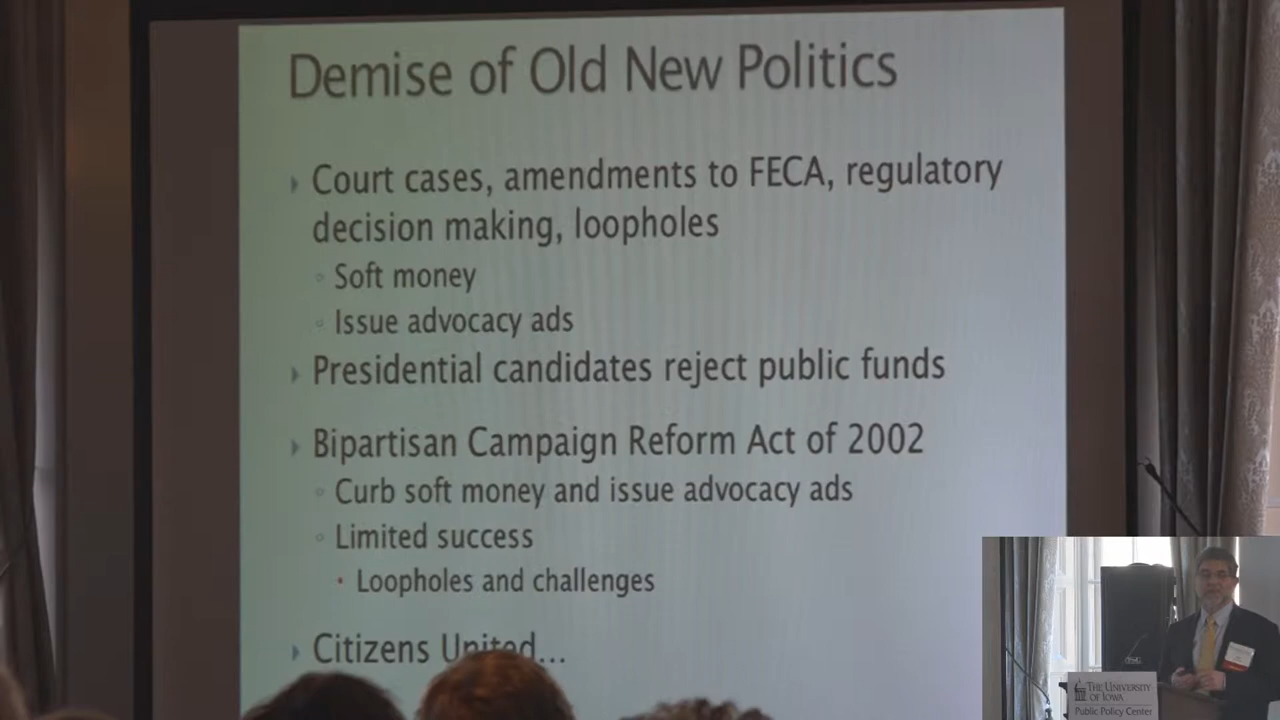 Demise of Old New Politics
Court cases, amendments to FECA, regulatory
decision making, loopholes
Soft money
Issue advocacy ads
Presidential candidates reject public funds
Bipartisan Campaign Reform Act of 2002
Curb soft money and issue advocacy ads
Limited success
Loopholes and challenges
Citizens United...
THE UNIVERSITY
OF IOWA
Public Policy Center